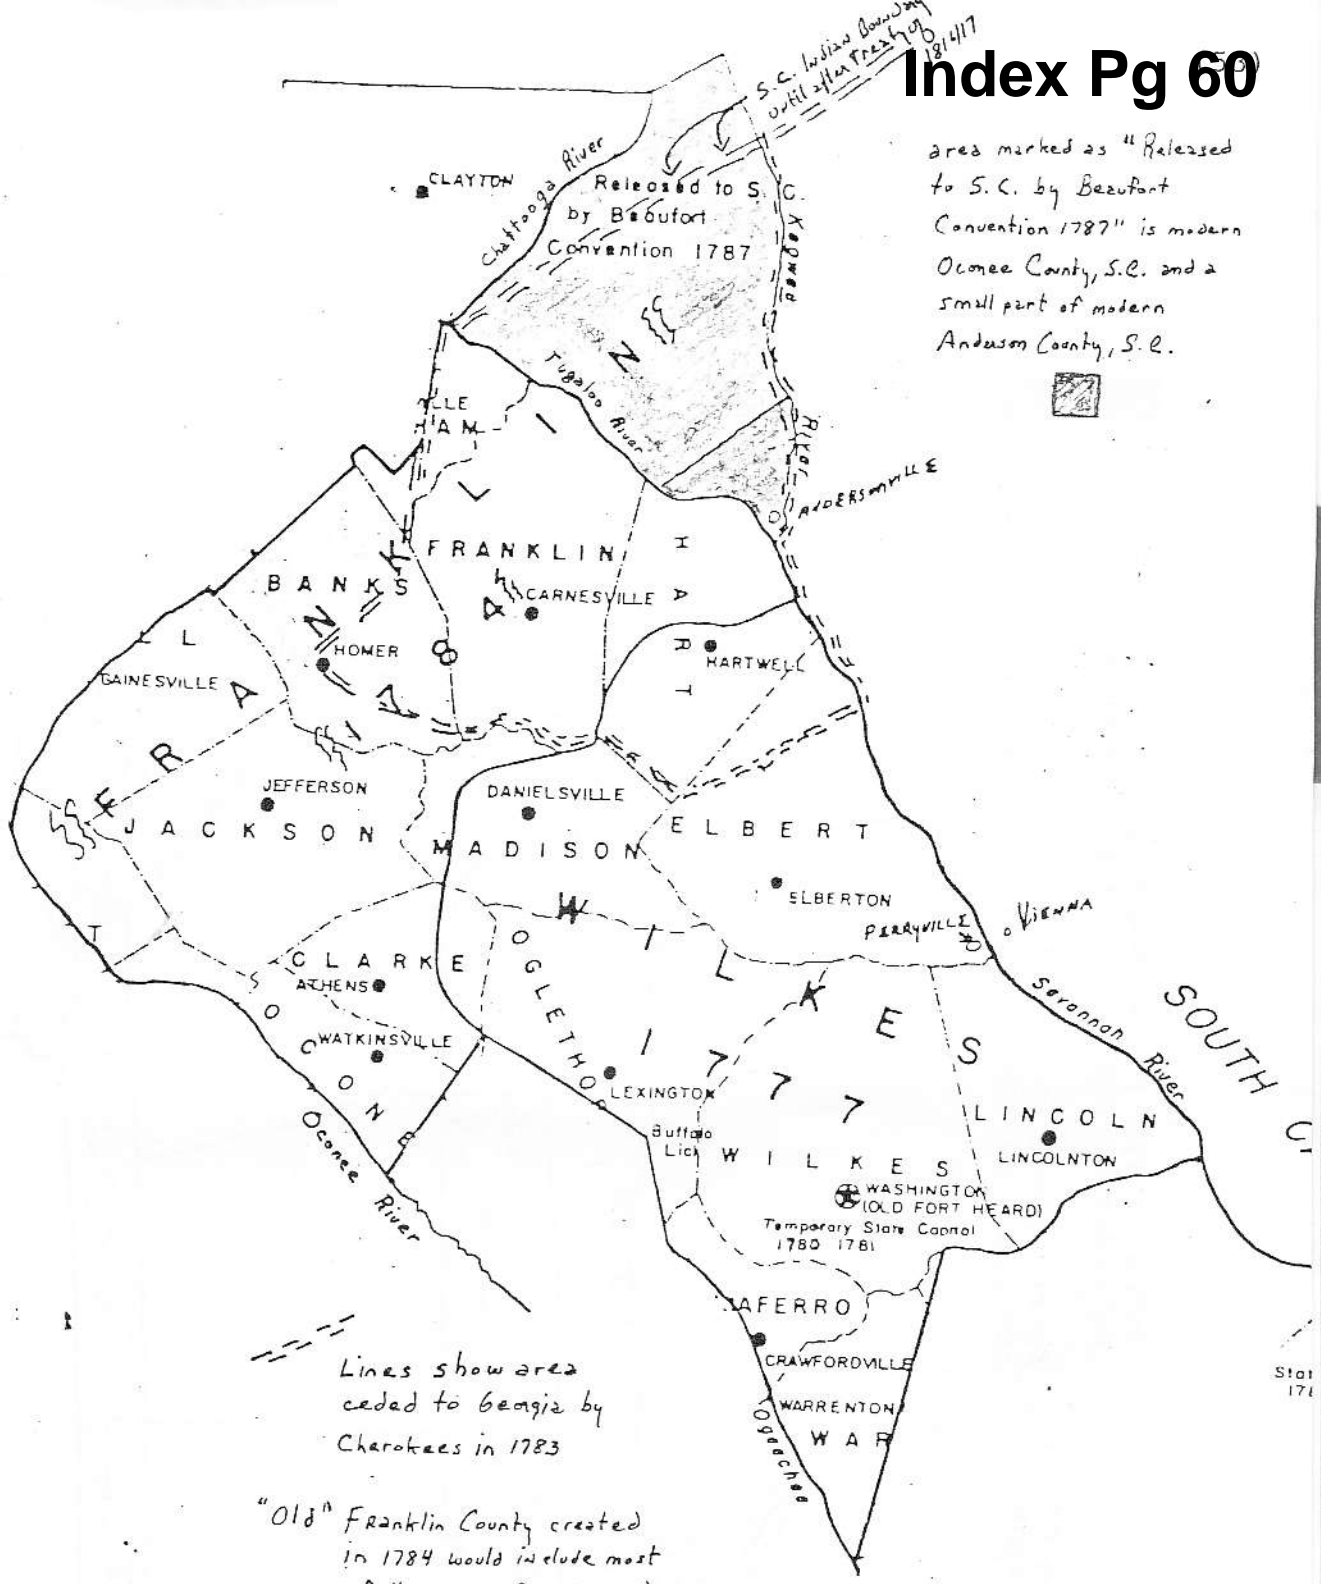 S.C. Indian Boundary
until after Treaty of
1816/17
Index Pg 60
area marked as "Released
to S.C. by Beaufort
Convention 1787" is modern
Oconee County, S.C. and a
small part of modern
Anderson County, S.C.
CLAYTON
Chattooga River
Released to S. C.
by Beaufort
Convention 1787
Keowee
River
Tugaloo River
ANDERSONVILLE
FRANKLIN
BANKS
CARNESVILLE
HART
HOMER
HARTWELL
GAINESVILLE
FRANKLIN
1784
JEFFERSON
JACKSON
DANIELSVILLE
MADISON
ELBERT
ELBERTON
PERRYVILLE
VIENNA
WILKES
1777
CLARKE
ATHENS
OGLETHO
Savannah River
SOUTH C
WATKINSVILLE
OCONE
LEXINGTON
Oconee River
Buffalo
Lick
LINCOLN
LINCOLNTON
WILKES
WASHINGTON
(OLD FORT HEARD)
Temporary State Capitol
1780 1781
AFERRO
CRAWFORDVILLE
WARRENTON
WAR
Ogeechee
Stat
Lines show area
ceded to Georgia by
Cherokees in 1783
"Old" Franklin County created
in 1784 would include most